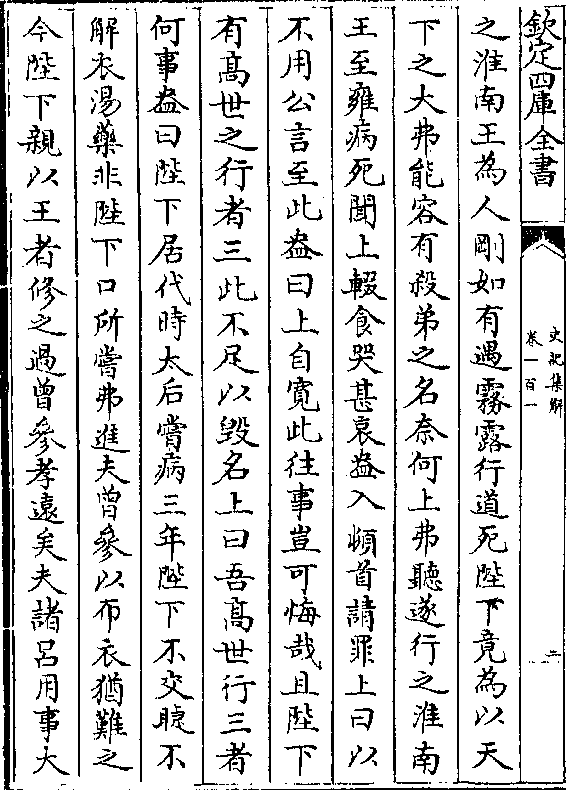 欽定四庫全書
史記集解
卷一百一
二
之淮南王為人剛如有遇霧露行道死陛下竟為以天
下之大弗能容有殺弟之名奈何上弗聽遂行之淮南
王至雍病死聞上輟食哭甚哀盎入頓首請罪上曰以
不用公言至此盎曰上自寛此往事豈可悔哉且陛下
有髙世之行者三此不足以毁名上曰吾髙世行三者
何事盎曰陛下居代時太后嘗病三年陛下不交睫不
解衣湯藥非陛下口所嘗弗進夫曾參以布衣猶難之
今陛下親以王者修之過曾參孝遠矣夫諸呂用事大